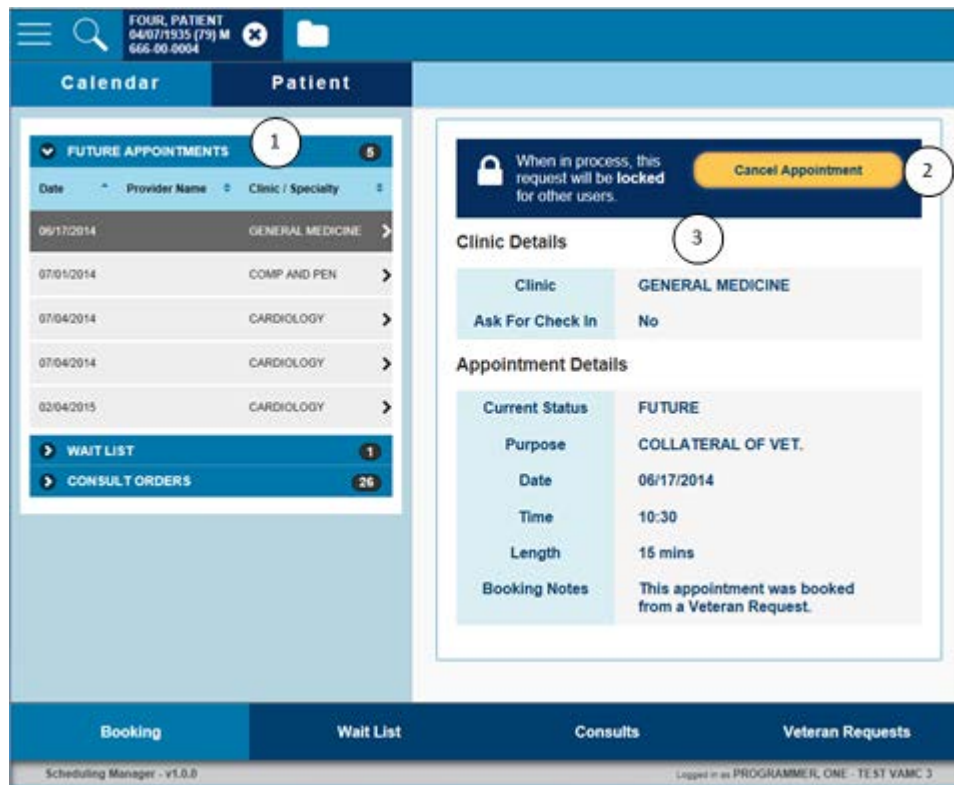 FOUR, PATIENT
04/07/1935 (79) M
666-00-0004
Calendar Patient
FUTURE APPOINTMENTS 1 5
Date Provider Name Clinic / Specialty
06/17/2014 GENERAL MEDICINE
07/01/2014 COMP AND PEN
07/04/2014 CARDIOLOGY
07/04/2014 CARDIOLOGY
02/04/2015 CARDIOLOGY
WAIT LIST 1
CONSULT ORDERS 26
When in process, this
request will be locked
for other users.
Cancel Appointment 2
3
Clinic Details
Clinic GENERAL MEDICINE
Ask For Check In No
Appointment Details
Current Status FUTURE
Purpose COLLATERAL OF VET.
Date 06/17/2014
Time 10:30
Length 15 mins
Booking Notes This appointment was booked
from a Veteran Request.
Booking Wait List Consults Veteran Requests
Scheduling Manager - v1.0.0 Logged in as PROGRAMMER, ONE - TEST VAMC 3